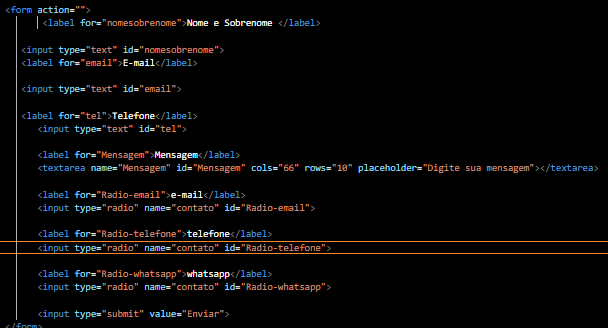 <form action="">
<label for="nomesobrenome">Nome e Sobrenome </label>
<input type="text" id="nomesobrenome">
<label for="email">E-mail</label>
<input type="text" id="email">
<label for="tel">Telefone</label>
<input type="text" id="tel">
<label for="Mensagem">Mensagem</label>
<textarea name="Mensagem" id="Mensagem" cols="66" rows="10" placeholder="Digite sua mensagem"></textarea>
<label for="Radio-email">e-mail</label>
<input type="radio" name="contato" id="Radio-email">
<label for="Radio-telefone">telefone</label>
<input type="radio" name="contato" id="Radio-telefone">
<label for="Radio-whatsapp">whatsapp</label>
<input type="radio" name="contato" id="Radio-whatsapp">
<input type="submit" value="Enviar">
</form>